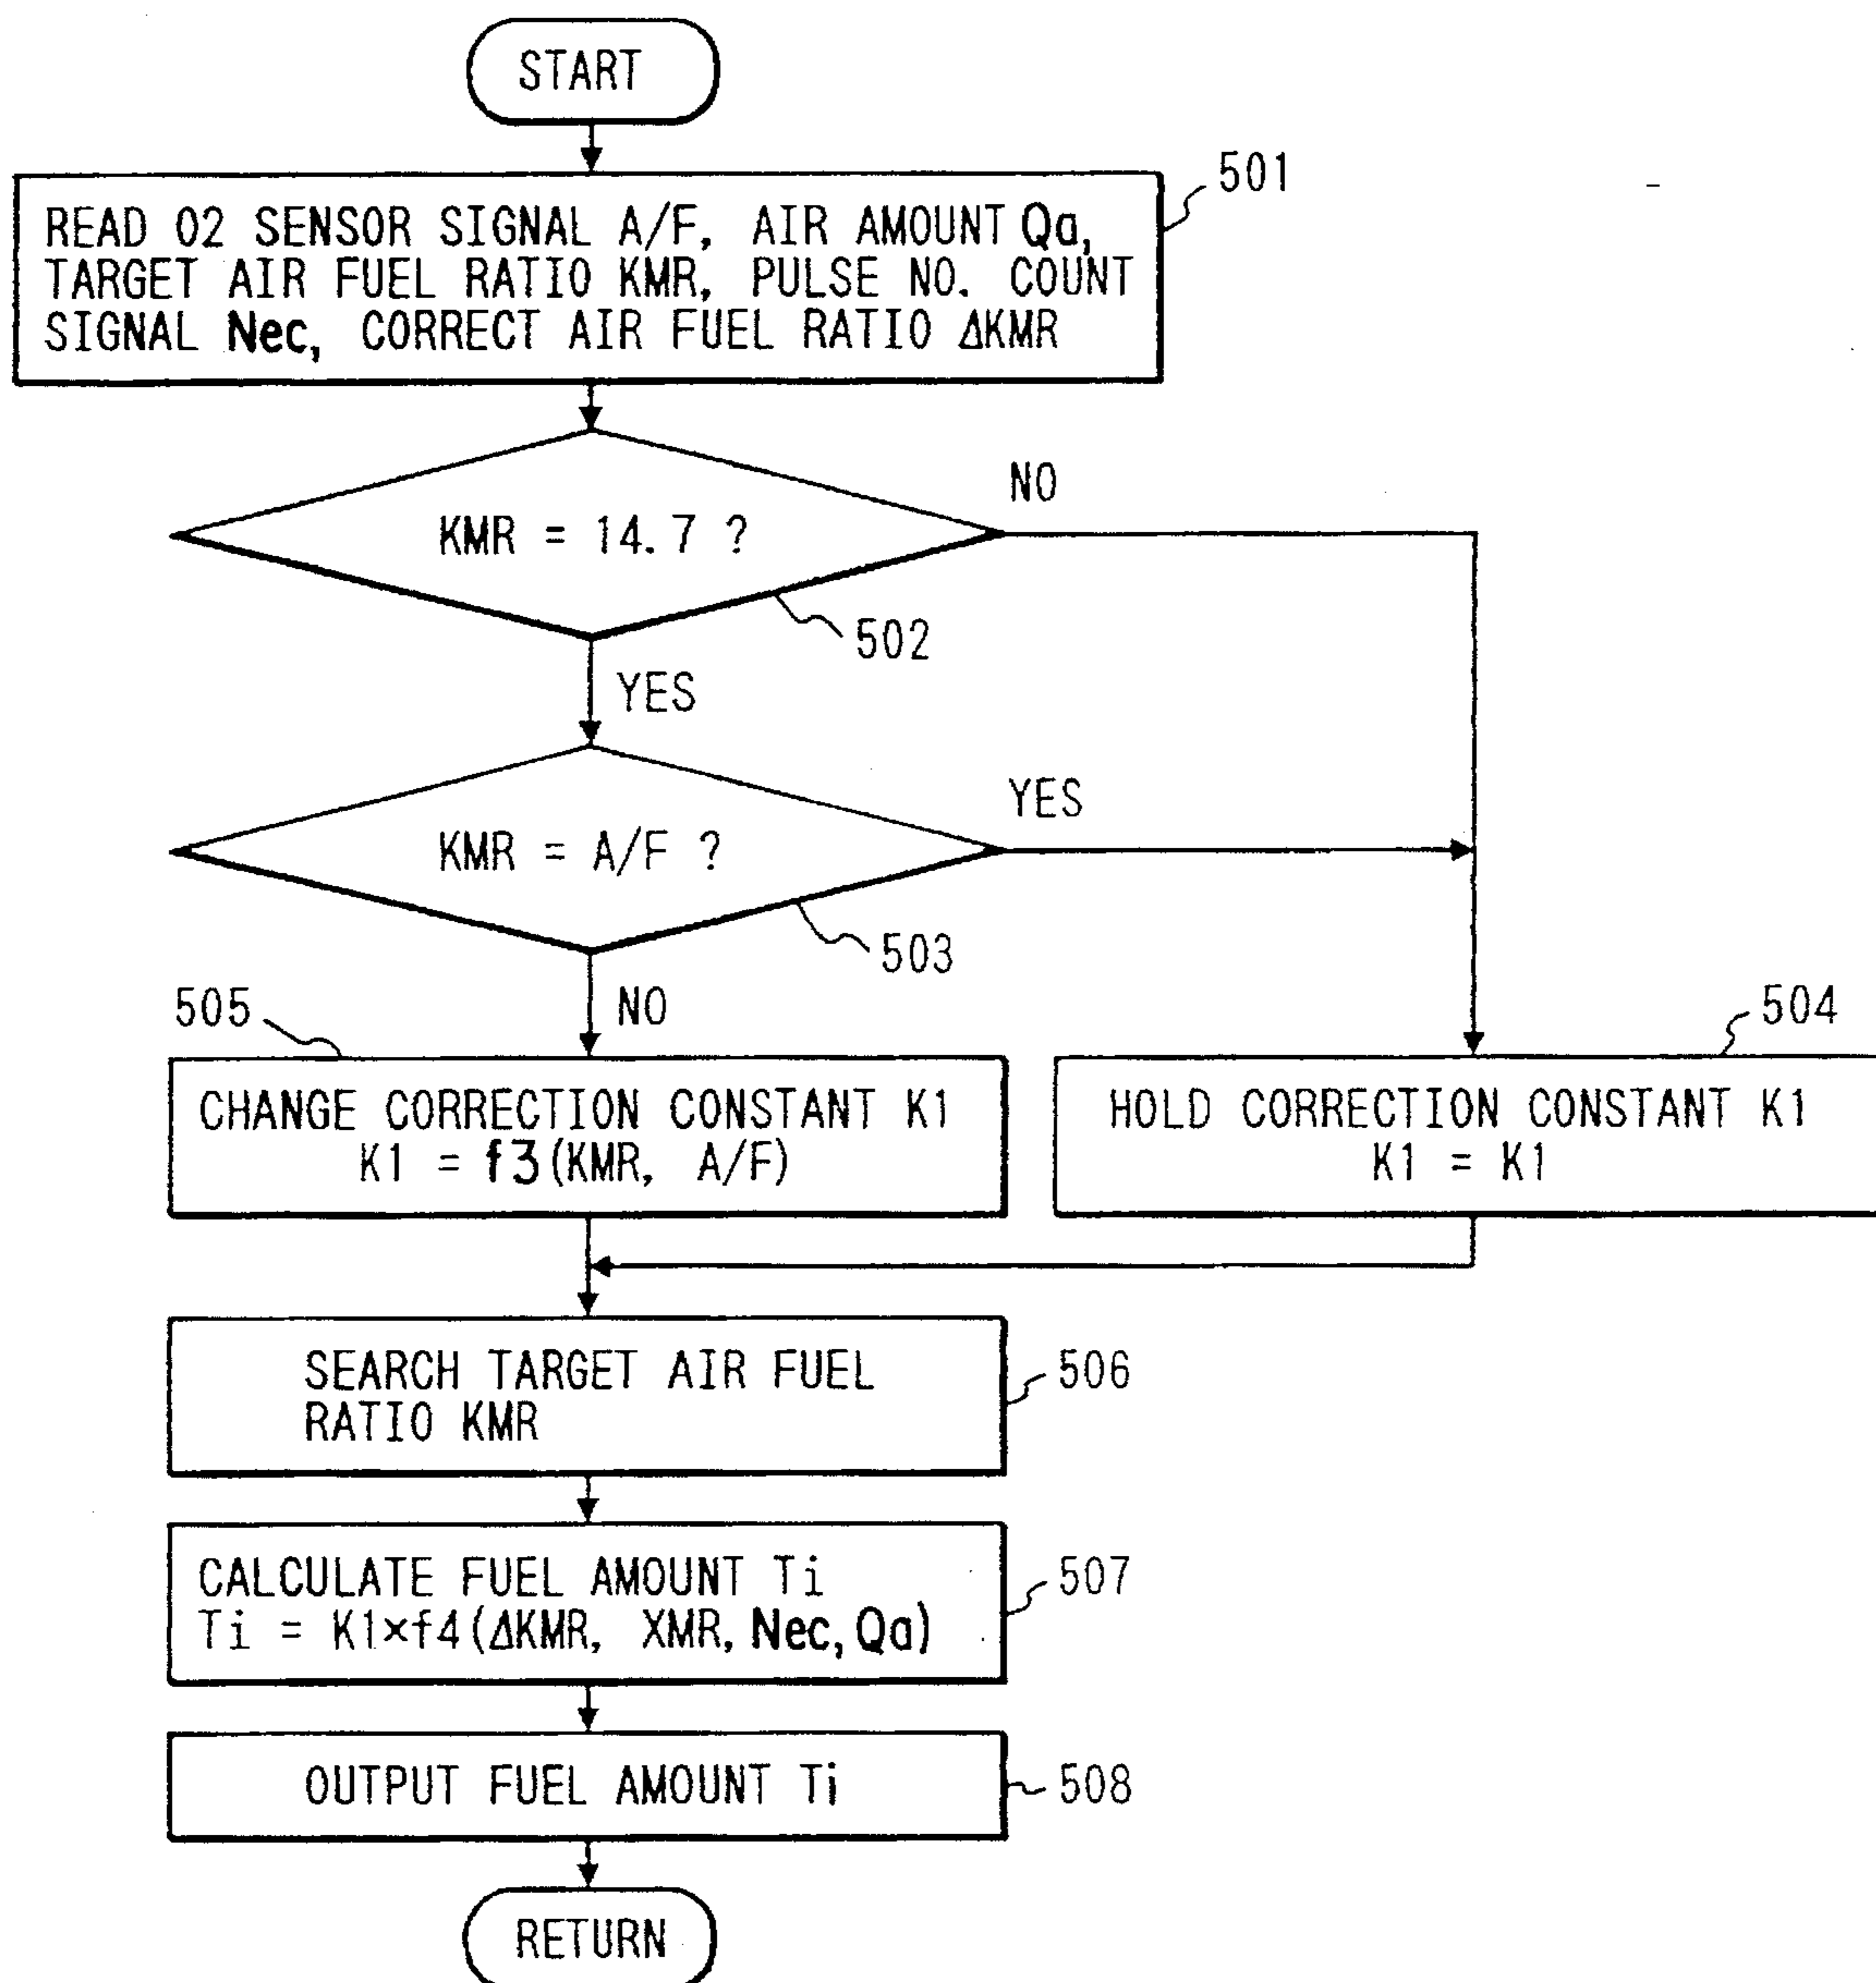 START
501
READ O2 SENSOR SIGNAL A/F, AIR AMOUNT Qa,
TARGET AIR FUEL RATIO KMR, PULSE NO. COUNT
SIGNAL Nec, CORRECT AIR FUEL RATIO ΔKMR
NO
KMR = 14.7 ?
502
YES
YES
KMR = A/F ?
503
505
NO
504
CHANGE CORRECTION CONSTANT K1
K1 = f3(KMR, A/F)
HOLD CORRECTION CONSTANT K1
K1 = K1
SEARCH TARGET AIR FUEL
RATIO KMR
506
CALCULATE FUEL AMOUNT Ti
Ti = K1×f4(ΔKMR, XMR, Nec, Qa)
507
OUTPUT FUEL AMOUNT Ti
508
RETURN